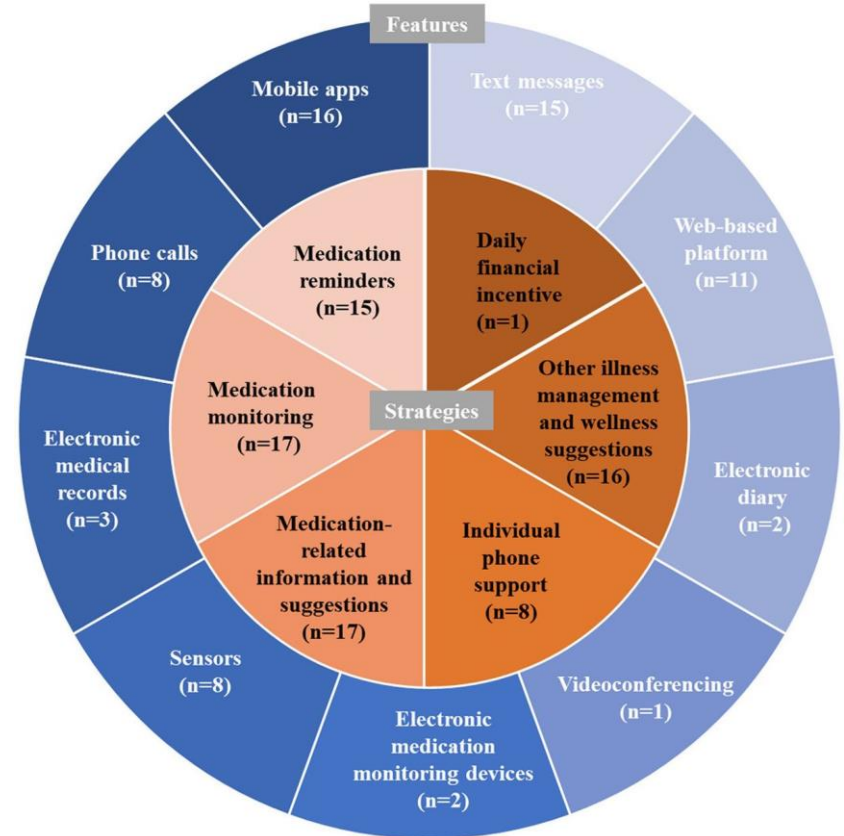 Features
Text messages
(n=15)
Web-based
platform
(n=11)
Electronic
diary
(n=2)
Videoconferencing
(n=1)
Electronic
medication
monitoring devices
(n=2)
Sensors
(n=8)
Electronic
medical
records
(n=3)
Phone calls
(n=8)
Mobile apps
(n=16)
Strategies
Daily
financial
incentive
(n=1)
Other illness
management
and wellness
suggestions
(n=16)
Individual
phone
support
(n=8)
Medication-
related
information and
suggestions
(n=17)
Medication
monitoring
(n=17)
Medication
reminders
(n=15)